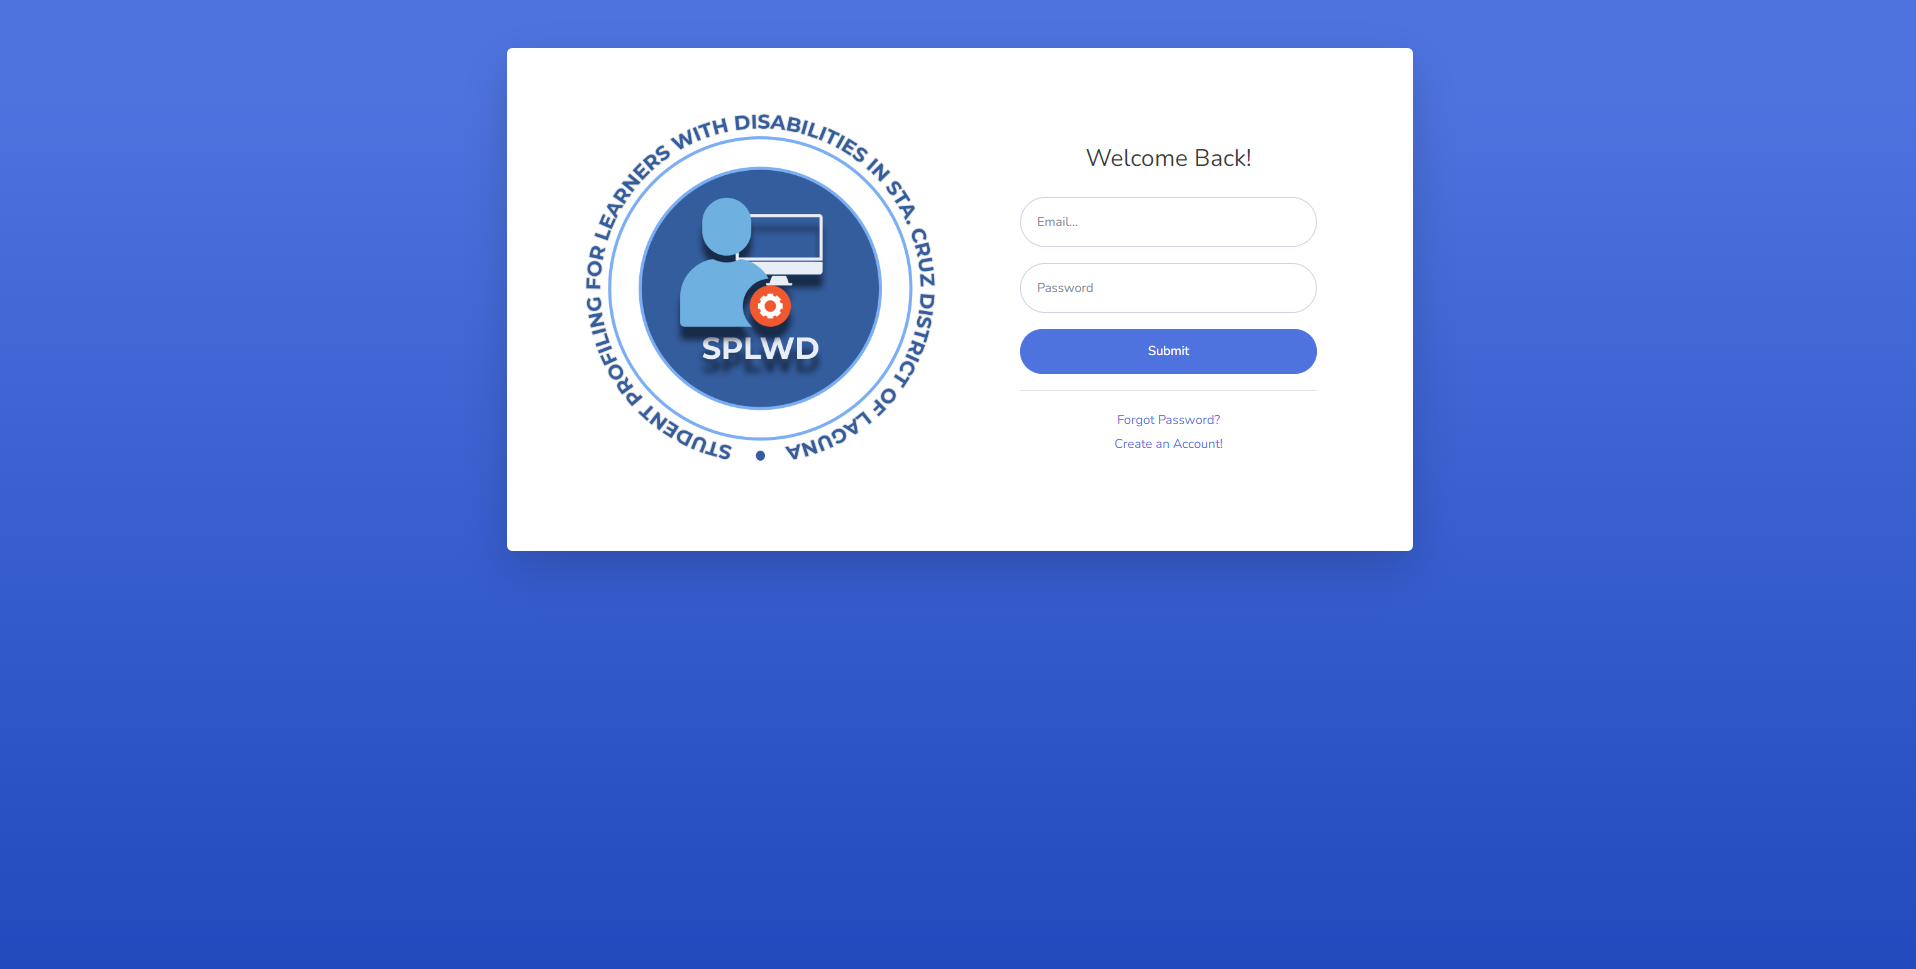 STUDENT PROFILING FOR LEARNERS WITH DISABILITIES IN STA. CRUZ DISTRICT OF LAGUNA
SPLWD
Welcome Back!
Email...
Password
Submit
Forgot Password?
Create an Account!